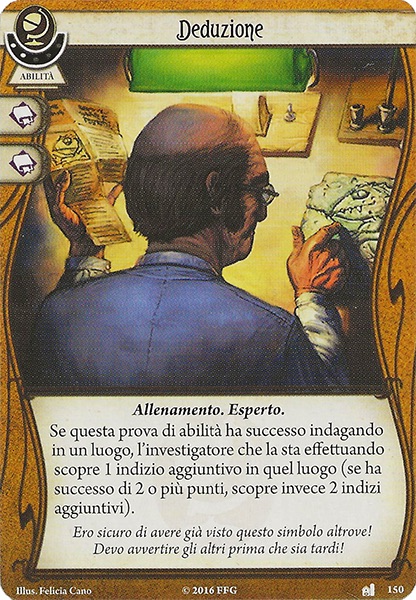 Deduzione
ABILITÀ
Allenamento. Esperto.
Se questa prova di abilità ha successo indagando
in un luogo, l'investigatore che la sta effettuando
scopre 1 indizio aggiuntivo in quel luogo (se ha
successo di 2 o più punti, scopre invece 2 indizi
aggiuntivi).
Ero sicuro di avere già visto questo simbolo altrove!
Devo avvertire gli altri prima che sia tardi!
Illus. Felicia Cano © 2016 FFG 150